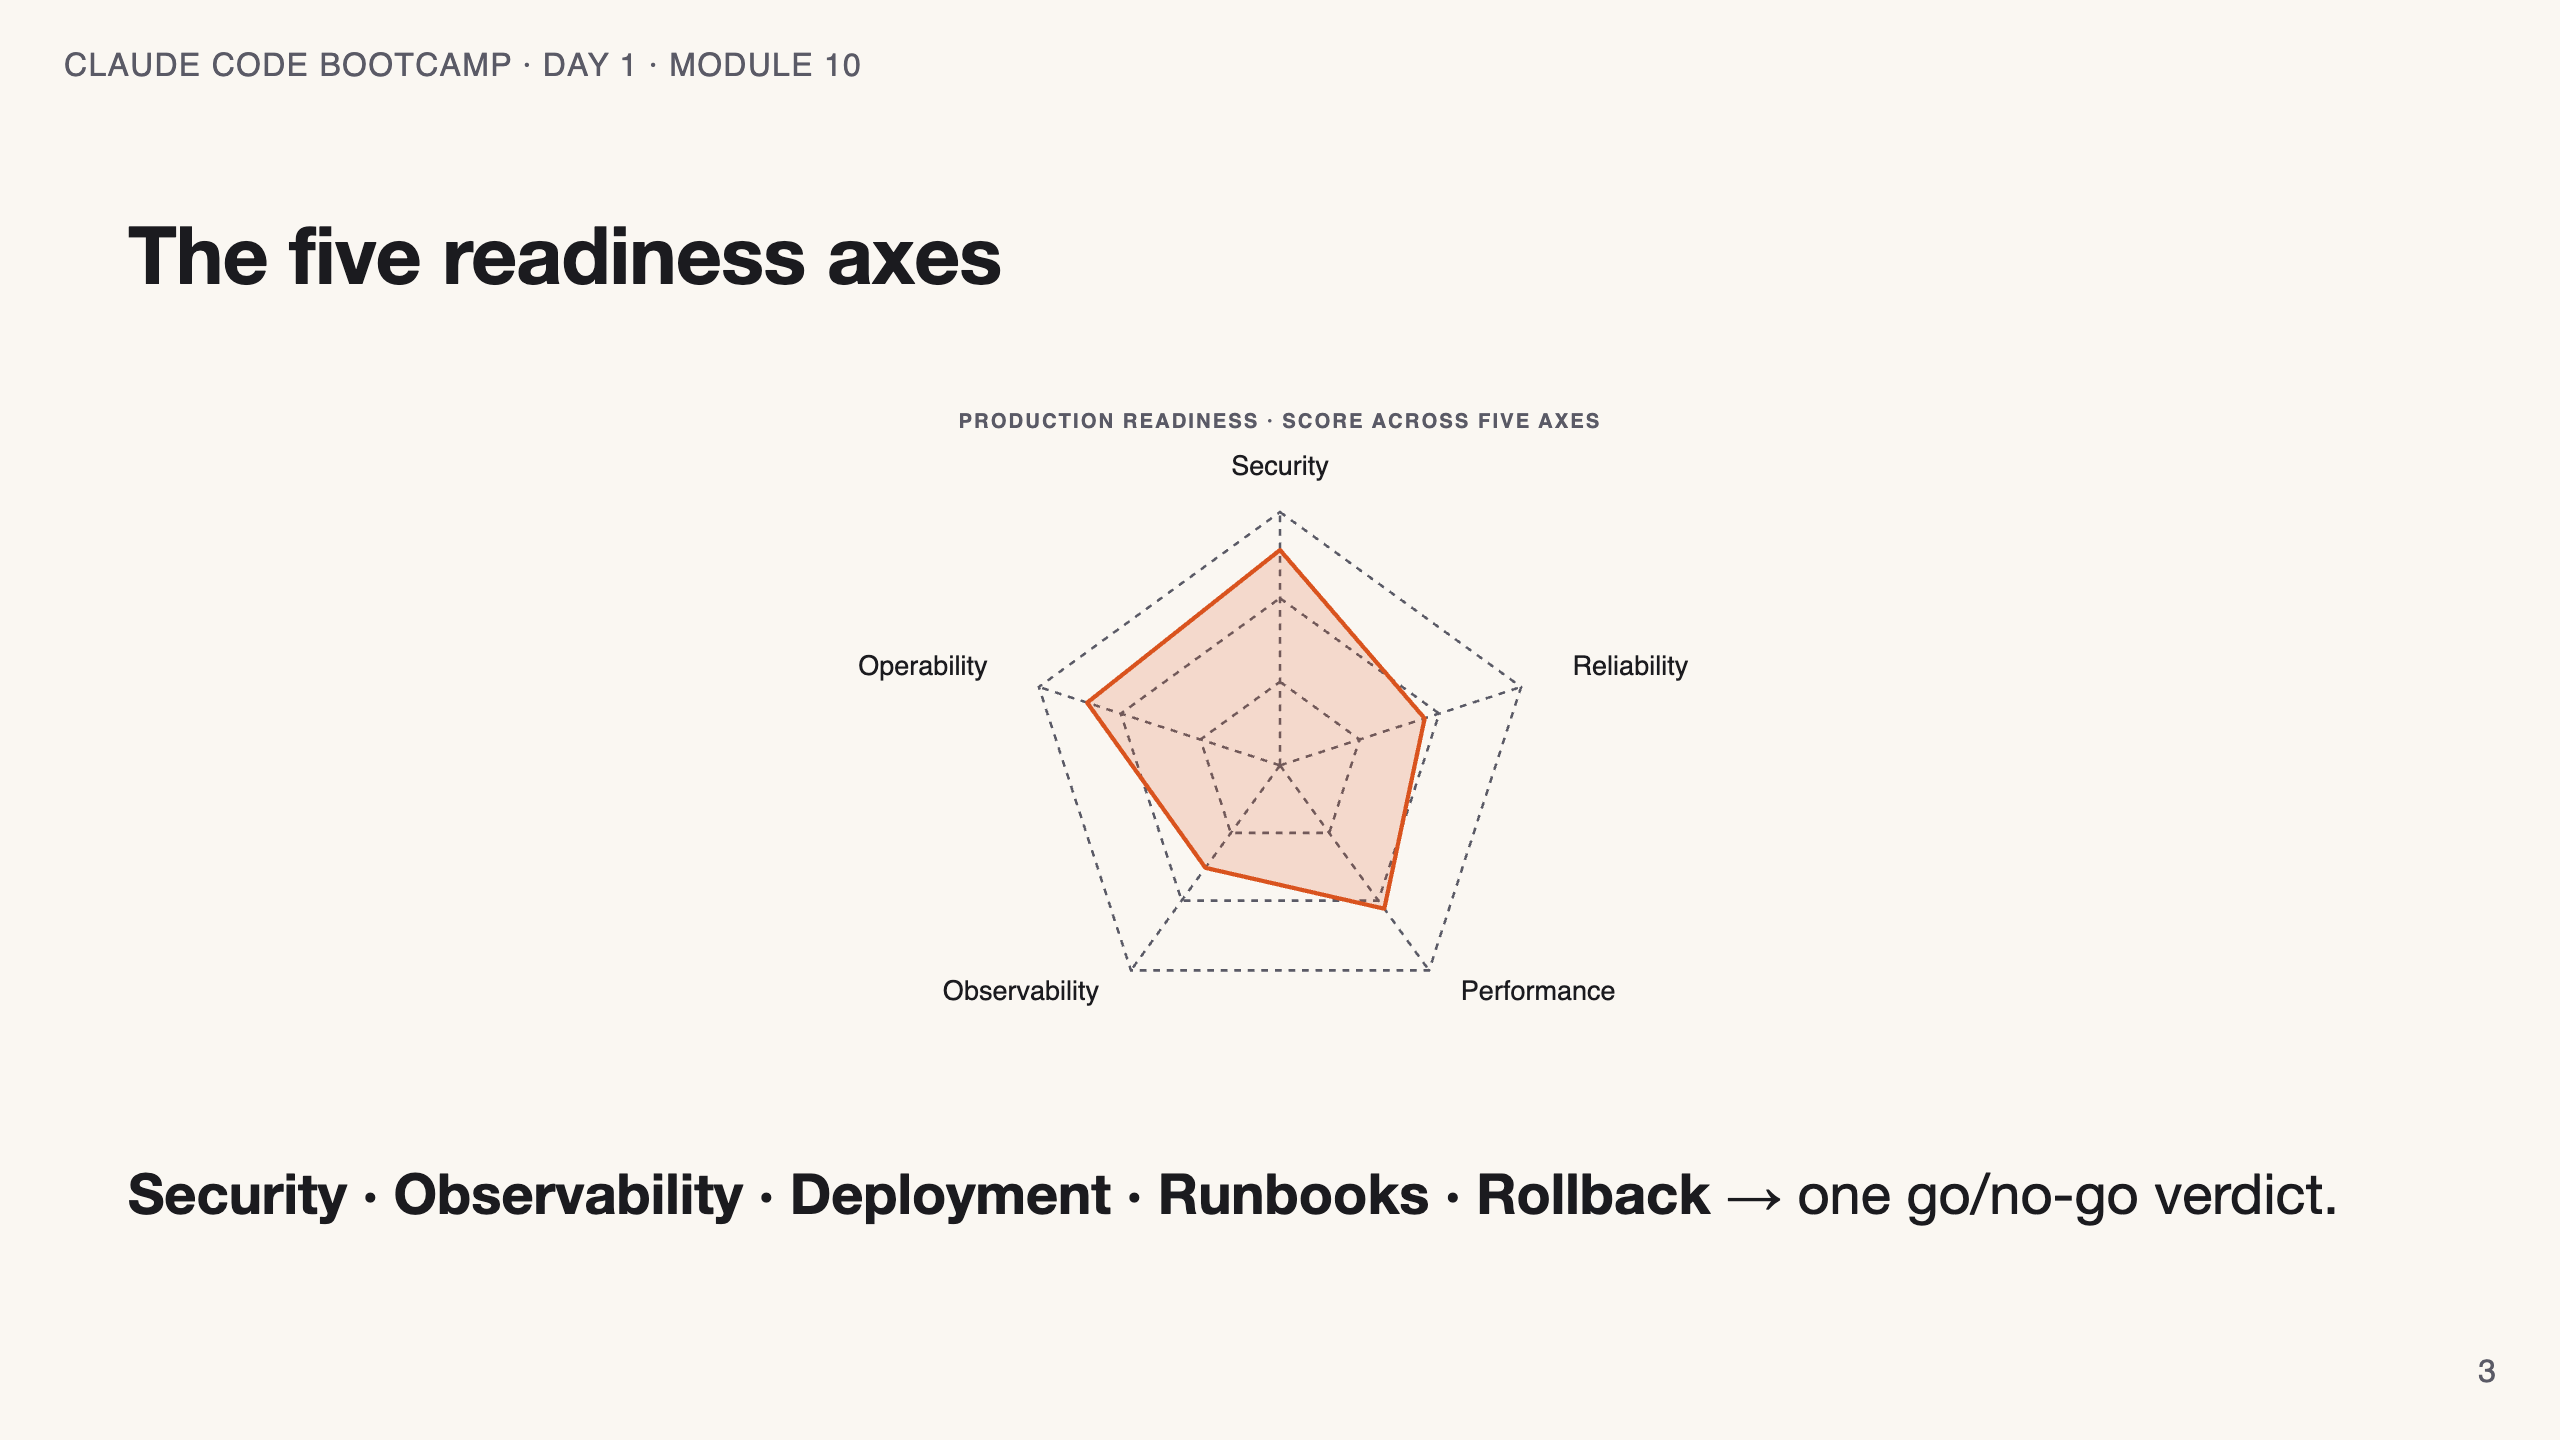 CLAUDE CODE BOOTCAMP · DAY 1 · MODULE 10
The five readiness axes
PRODUCTION READINESS · SCORE ACROSS FIVE AXES
Security
Operability
Reliability
Observability
Performance
Security · Observability · Deployment · Runbooks · Rollback → one go/no-go verdict.
3